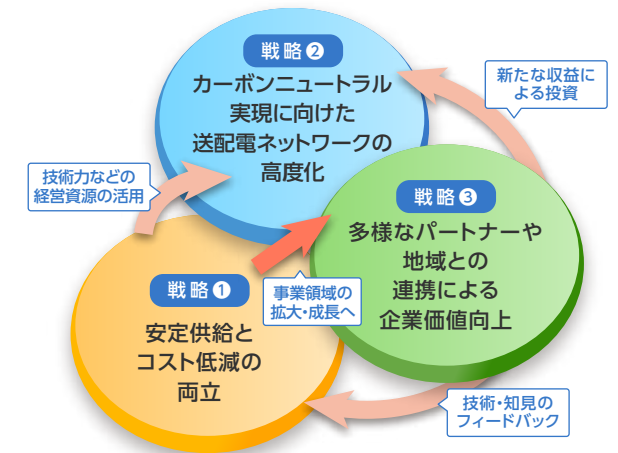 戦略❷
カーボンニュートラル
実現に向けた
送配電ネットワークの
高度化
新たな収益に
よる投資
技術力などの
経営資源の活用
戦略❸
多様なパートナーや
地域との
連携による
企業価値向上
戦略❶
安定供給と
コスト低減の
両立
事業領域の
拡大・成長へ
技術・知見の
フィードバック